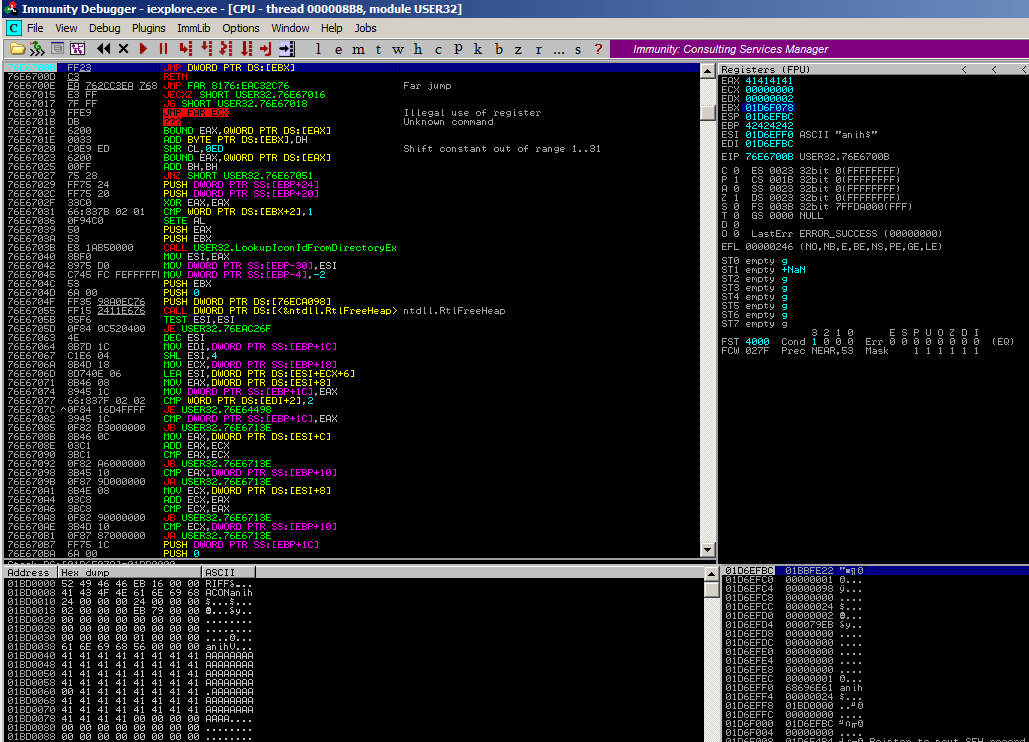 Immunity Debugger - iexplore.exe - [CPU - thread 000008B8, module USER32]
C File View Debug Plugins ImmLib Options Window Help Jobs
l e m t w h c p k b z r ... s ? Immunity: Consulting Services Manager
FF23 JMP DWORD PTR DS:[EBX]
76E6700D C3 RETN
76E6700E EA 762CC3EA 768 JMP FAR 8176:EAC32C76 Far jump
76E67015 E3 FF JECXZ SHORT USER32.76E67016
76E67017 7F FF JG SHORT USER32.76E67018
76E67019 FFE9 JMP FAR ECX Illegal use of register
76E6701B DB ??? Unknown command
76E6701C 6200 BOUND EAX,QWORD PTR DS:[EAX]
76E6701E 0033 ADD BYTE PTR DS:[EBX],DH
76E67020 C0E9 ED SHR CL,0ED Shift constant out of range 1..31
76E67023 6200 BOUND EAX,QWORD PTR DS:[EAX]
76E67025 00FF ADD BH,BH
76E67027 75 28 JNZ SHORT USER32.76E67051
76E67029 FF75 24 PUSH DWORD PTR SS:[EBP+24]
76E6702C FF75 20 PUSH DWORD PTR SS:[EBP+20]
76E6702F 33C0 XOR EAX,EAX
76E67031 66:837B 02 01 CMP WORD PTR DS:[EBX+2],1
76E67036 0F94C0 SETE AL
76E67039 50 PUSH EAX
76E6703A 53 PUSH EBX
76E6703B E8 1AB50000 CALL USER32.LookupIconIdFromDirectoryEx
76E67040 8BF0 MOV ESI,EAX
76E67042 8975 D0 MOV DWORD PTR SS:[EBP-30],ESI
76E67045 C745 FC FEFFFFFF MOV DWORD PTR SS:[EBP-4],-2
76E6704C 53 PUSH EBX
76E6704D 6A 00 PUSH 0
76E6704F FF35 98A0EC76 PUSH DWORD PTR DS:[76ECA098]
76E67055 FF15 2411E676 CALL DWORD PTR DS:[<&ntdll.RtlFreeHeap> ntdll.RtlFreeHeap
76E6705B 85F6 TEST ESI,ESI
76E6705D 0F84 0C520400 JE USER32.76EAC26F
76E67063 4E DEC ESI
76E67064 8B7D 1C MOV EDI,DWORD PTR SS:[EBP+1C]
76E67067 C1E6 04 SHL ESI,4
76E6706A 8B4D 18 MOV ECX,DWORD PTR SS:[EBP+18]
76E6706D 8D740E 06 LEA ESI,DWORD PTR DS:[ESI+ECX+6]
76E67071 8B46 08 MOV EAX,DWORD PTR DS:[ESI+8]
76E67074 8945 1C MOV DWORD PTR SS:[EBP+1C],EAX
76E67077 66:837F 02 02 CMP WORD PTR DS:[EDI+2],2
76E6707C ^0F84 16D4FFFF JE USER32.76E64498
76E67082 3945 1C CMP DWORD PTR SS:[EBP+1C],EAX
76E67085 0F82 B3000000 JB USER32.76E6713E
76E6708B 8B46 0C MOV EAX,DWORD PTR DS:[ESI+C]
76E6708E 03C1 ADD EAX,ECX
76E67090 3BC1 CMP EAX,ECX
76E67092 0F82 A6000000 JB USER32.76E6713E
76E67098 3B45 10 CMP EAX,DWORD PTR SS:[EBP+10]
76E6709B 0F87 9D000000 JA USER32.76E6713E
76E670A1 8B4E 08 MOV ECX,DWORD PTR DS:[ESI+8]
76E670A4 03C8 ADD ECX,EAX
76E670A6 3BC8 CMP ECX,EAX
76E670A8 0F82 90000000 JB USER32.76E6713E
76E670AE 3B4D 10 CMP ECX,DWORD PTR SS:[EBP+10]
76E670B1 0F87 87000000 JA USER32.76E6713E
76E670B7 FF75 1C PUSH DWORD PTR SS:[EBP+1C]
76E670BA 6A 00 PUSH 0
Registers (FPU) < < <
EAX 41414141
ECX 00000000
EDX 00000002
EBX 01D6F078
ESP 01D6EFBC
EBP 42424242
ESI 01D6EFF0 ASCII "anih$"
EDI 01D6EFBC
EIP 76E6700B USER32.76E6700B
C 0 ES 0023 32bit 0(FFFFFFFF)
P 1 CS 001B 32bit 0(FFFFFFFF)
A 0 SS 0023 32bit 0(FFFFFFFF)
Z 1 DS 0023 32bit 0(FFFFFFFF)
S 0 FS 003B 32bit 7FFDA000(FFF)
T 0 GS 0000 NULL
D 0
O 0 LastErr ERROR_SUCCESS (00000000)
EFL 00000246 (NO,NB,E,BE,NS,PE,GE,LE)
ST0 empty g
ST1 empty +NaN
ST2 empty g
ST3 empty g
ST4 empty g
ST5 empty g
ST6 empty g
ST7 empty g
3 2 1 0 E S P U O Z D I
FST 4000 Cond 1 0 0 0 Err 0 0 0 0 0 0 0 0 (EQ)
FCW 027F Prec NEAR,53 Mask 1 1 1 1 1 1
Address Hex dump ASCII
01BD0000 52 49 46 46 EB 16 00 00 RIFF
01BD0008 41 43 4F 4E 61 6E 69 68 ACONanih
01BD0010 24 00 00 00 24 00 00 00 $...$...
01BD0018 02 00 00 00 EB 79 00 00
01BD0020 00 00 00 00 00 00 00 00 ........
01BD0028 00 00 00 00 00 00 00 00 ........
01BD0030 00 00 00 00 01 00 00 00
01BD0038 61 6E 69 68 56 00 00 00 anihV...
01BD0040 41 41 41 41 41 41 41 41 AAAAAAAA
01BD0048 41 41 41 41 41 41 41 41 AAAAAAAA
01BD0050 41 41 41 41 41 41 41 41 AAAAAAAA
01BD0058 41 41 41 41 41 41 41 41 AAAAAAAA
01BD0060 00 41 41 41 41 41 41 41 .AAAAAAA
01BD0068 41 41 41 41 41 41 41 41 AAAAAAAA
01BD0070 41 41 41 41 41 41 41 41 AAAAAAAA
01BD0078 41 41 41 41 00 00 00 00 AAAA....
01BD0080 00 00 00 00 00 00 00 00 ........
01BD0088 00 00 00 00 00 00 00 00 ........
01D6EFBC 01BBFE22
01D6EFC0 00000001
01D6EFC4 00000098
01D6EFC8 00000000 ....
01D6EFCC 00000024 $...
01D6EFD0 00000002
01D6EFD4 000079EB
01D6EFD8 00000000 ....
01D6EFDC 00000000 ....
01D6EFE0 00000000 ....
01D6EFE4 00000000 ....
01D6EFE8 00000000 ....
01D6EFEC 00000001
01D6EFF0 68696E61 anih
01D6EFF4 00000024 $...
01D6EFF8 01BD0000
01D6EFFC 00000000 ....
01D6F000 01D6EFBC
01D6F004 00000000 ....